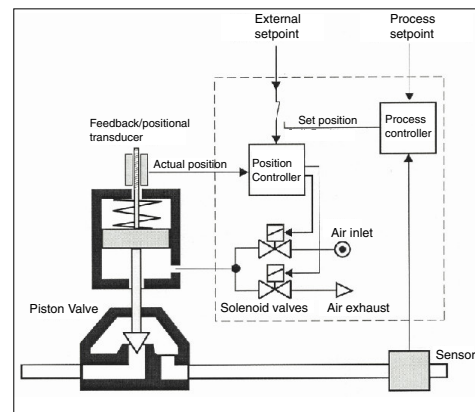 External
setpoint
Process
setpoint
Feedback/positional
transducer
Set position
Process
controller
Actual position
Position
Controller
Air inlet
Piston Valve
Solenoid valves
Air exhaust
Sensor